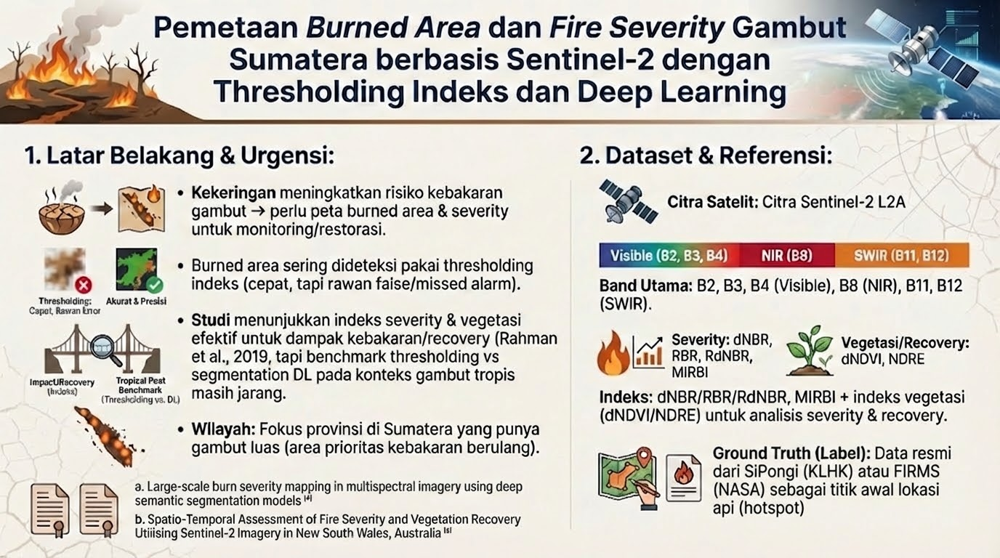 Pemetaan Burned Area dan Fire Severity Gambut
Sumatera berbasis Sentinel-2 dengan
Thresholding Indeks dan Deep Learning
1. Latar Belakang & Urgensi:
• Kekeringan meningkatkan risiko kebakaran
gambut → perlu peta burned area & severity
untuk monitoring/restorasi.
Thresholding:
Capat, Rawan Error
Akurat & Presisi
• Burned area sering dideteksi pakai thresholding
indeks (cepat, tapi rawan faise/missed alarm).
ImpactURecovery
Tropizal Peat
Benchmark
(Thresholding vs. DL)
• Studi menunjukkan indeks severity & vegetasi
efektif untuk dampak kebakaran/recovery (Rahman
et al., 2019, tapi benchmark thresholding vs
segmentation DL pada konteks gambut tropis
masih jarang.
• Wilayah: Fokus provinsi di Sumatera yang punya
gambut luas (area prioritas kebakaran berulang).
a. Large-scale burn severity mapping in multispectral imagery using deep
semantic segmentation models [4]
b. Spatio-Temporal Assessment of Fire Severity and Vegetation Recovery
Utiiising Sentinel-2 Imagery in New South Wales, Australia [5]
2. Dataset & Referensi:
Citra Satelit: Citra Sentinel-2 L2A
Visible (B2, B3, B4) NIR (B8) SWIR (B11, B12)
Band Utama: B2, B3, B4 (Visible), B8 (NIR), B11, B12
(SWIR).
Severity: dNBR,
RBR, RdNBR,
MIRBI
Vegetasi/Recovery:
dNDVI, NDRE
Indeks: dNBR/RBR/RdNBR, MIRBI + indeks vegetasi
(dNDVI/NDRE) untuk analisis severity & recovery.
Ground Truth (Label): Data resmi
dari SiPongi (KLHK) atau FIRMS
(NASA) sebagai titik awal lokasi
api (hotspot)